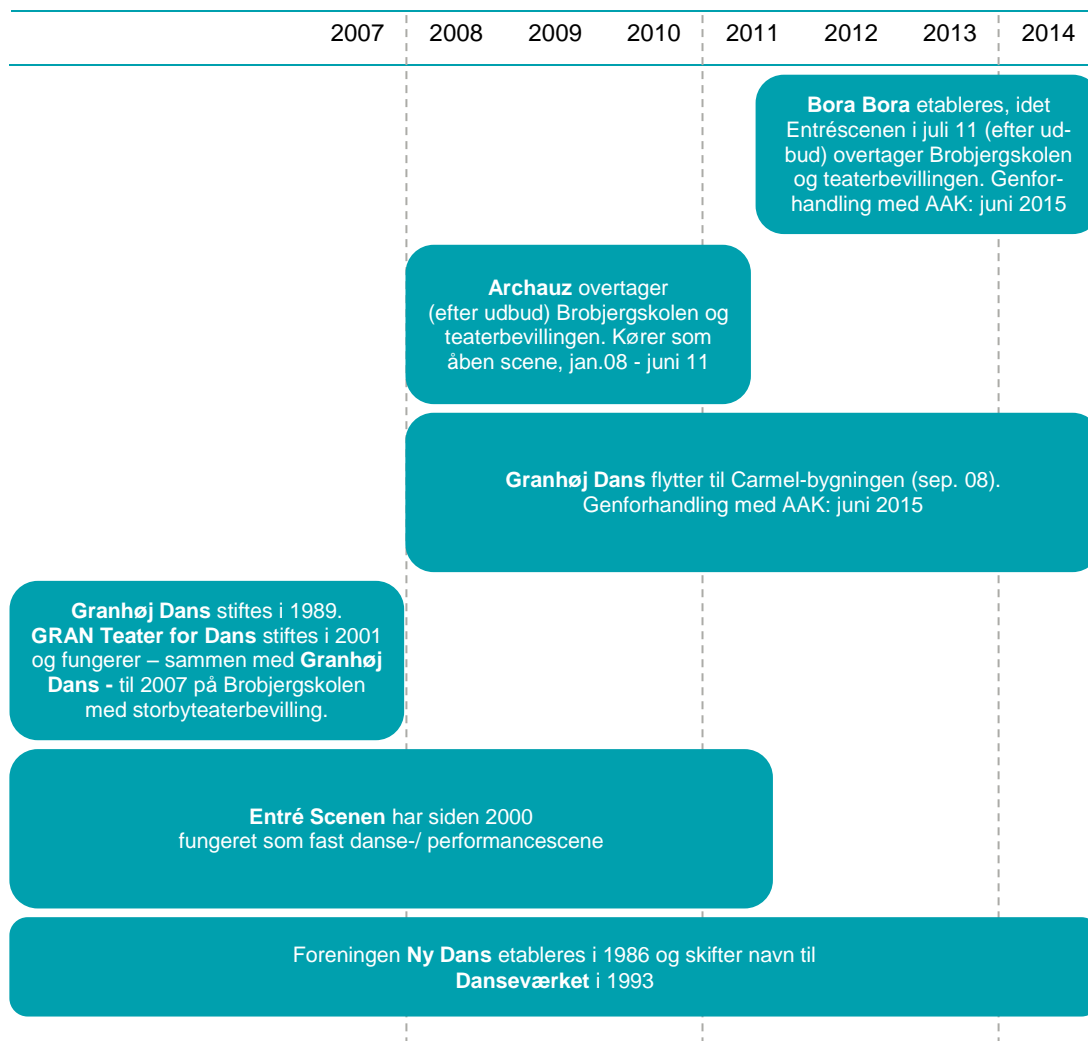 2007 2008 2009 2010 2011 2012 2013 2014
Bora Bora etableres, idet
Entréscenen i juli 11 (efter ud-
bud) overtager Brobjergskolen
og teaterbevillingen. Genfor-
handling med AAK: juni 2015
Archauz overtager
(efter udbud) Brobjergskolen og
teaterbevillingen. Kører som
åben scene, jan.08 - juni 11
Granhøj Dans flytter til Carmel-bygningen (sep. 08).
Genforhandling med AAK: juni 2015
Granhøj Dans stiftes i 1989.
GRAN Teater for Dans stiftes i 2001
og fungerer – sammen med Granhøj
Dans - til 2007 på Brobjergskolen
med storbyteaterbevilling.
Entré Scenen har siden 2000
fungeret som fast danse-/ performancescene
Foreningen Ny Dans etableres i 1986 og skifter navn til
Danseværket i 1993